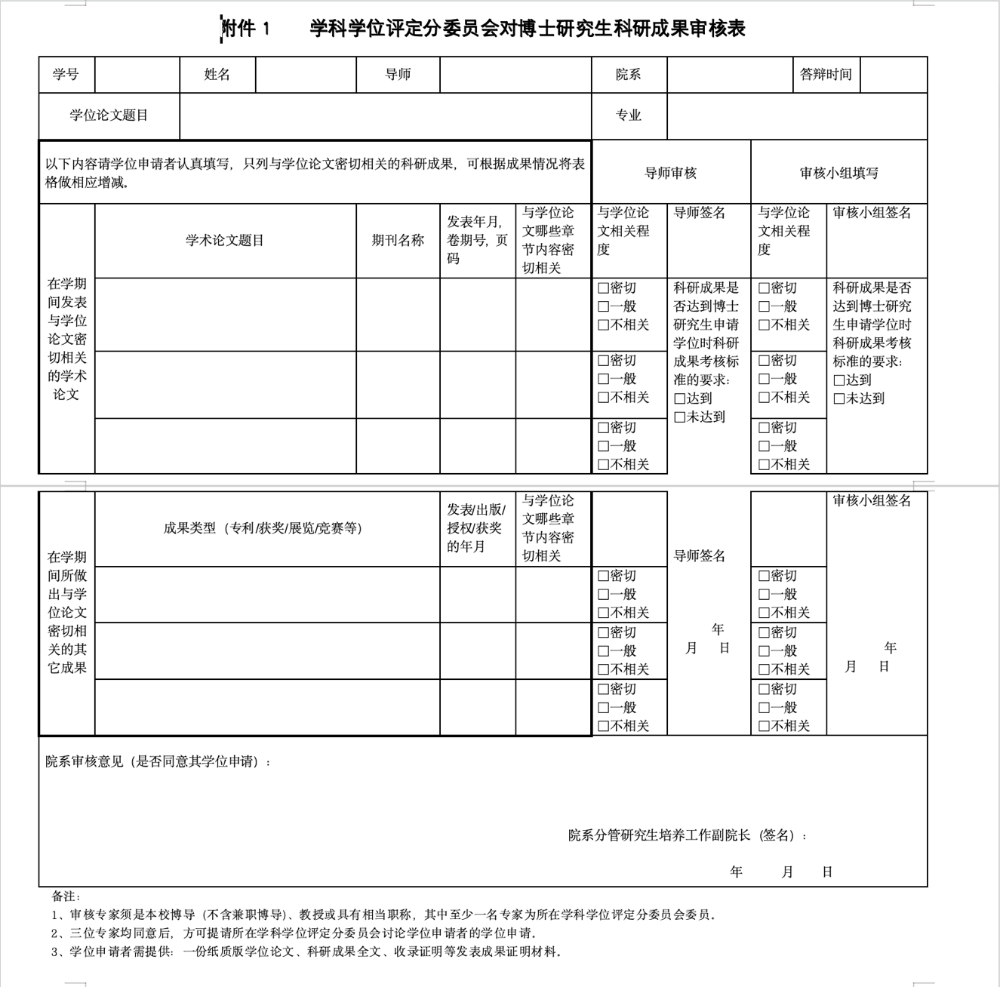 附件 1 学科学位评定分委员会对博士研究生科研成果审核表
学号 姓名 导师 院系 答辩时间
学位论文题目 专业
以下内容请学位申请者认真填写，只列与学位论文密切相关的科研成果，可根据成果情况将表
格做相应增减。
导师审核
审核小组填写
在学期
间发表
与学位
论文密
切相关
的学术
论文
学术论文题目
期刊名称
发表年月，
卷期号，页
码
与学位论
文哪些章
节内容密
切相关
与学位论
文相关程
度
导师签名
与学位论
文相关程
度
审核小组签名
□密切
□一般
□不相关
□密切
□一般
□不相关
□密切
□一般
□不相关
科研成果是
否达到博士
研究生申请
学位时科研
成果考核标
准的要求：
□达到
□未达到
□密切
□一般
□不相关
□密切
□一般
□不相关
□密切
□一般
□不相关
科研成果是否
达到博士研究
生申请学位时
科研成果考核
标准的要求：
□达到
□未达到
在学期
间所做
出与学
位论文
密切相
关的其
它成果
成果类型（专利/获奖/展览/竞赛等）
发表/出版/
授权/获奖
的年月
与学位论
文哪些章
节内容密
切相关
□密切
□一般
□不相关
□密切
□一般
□不相关
□密切
□一般
□不相关
导师签名
年
月 日
□密切
□一般
□不相关
□密切
□一般
□不相关
□密切
□一般
□不相关
审核小组签名
年
月 日
院系审核意见（是否同意其学位申请）：
院系分管研究生培养工作副院长（签名）：
年 月 日
备注：
1、审核专家须是本校博导（不含兼职博导）、教授或具有相当职称，其中至少一名专家为所在学科学位评定分委员会委员。
2、三位专家均同意后，方可提请所在学科学位评定分委员会讨论学位申请者的学位申请。
3、学位申请者需提供：一份纸质版学位论文、科研成果全文、收录证明等发表成果证明材料。